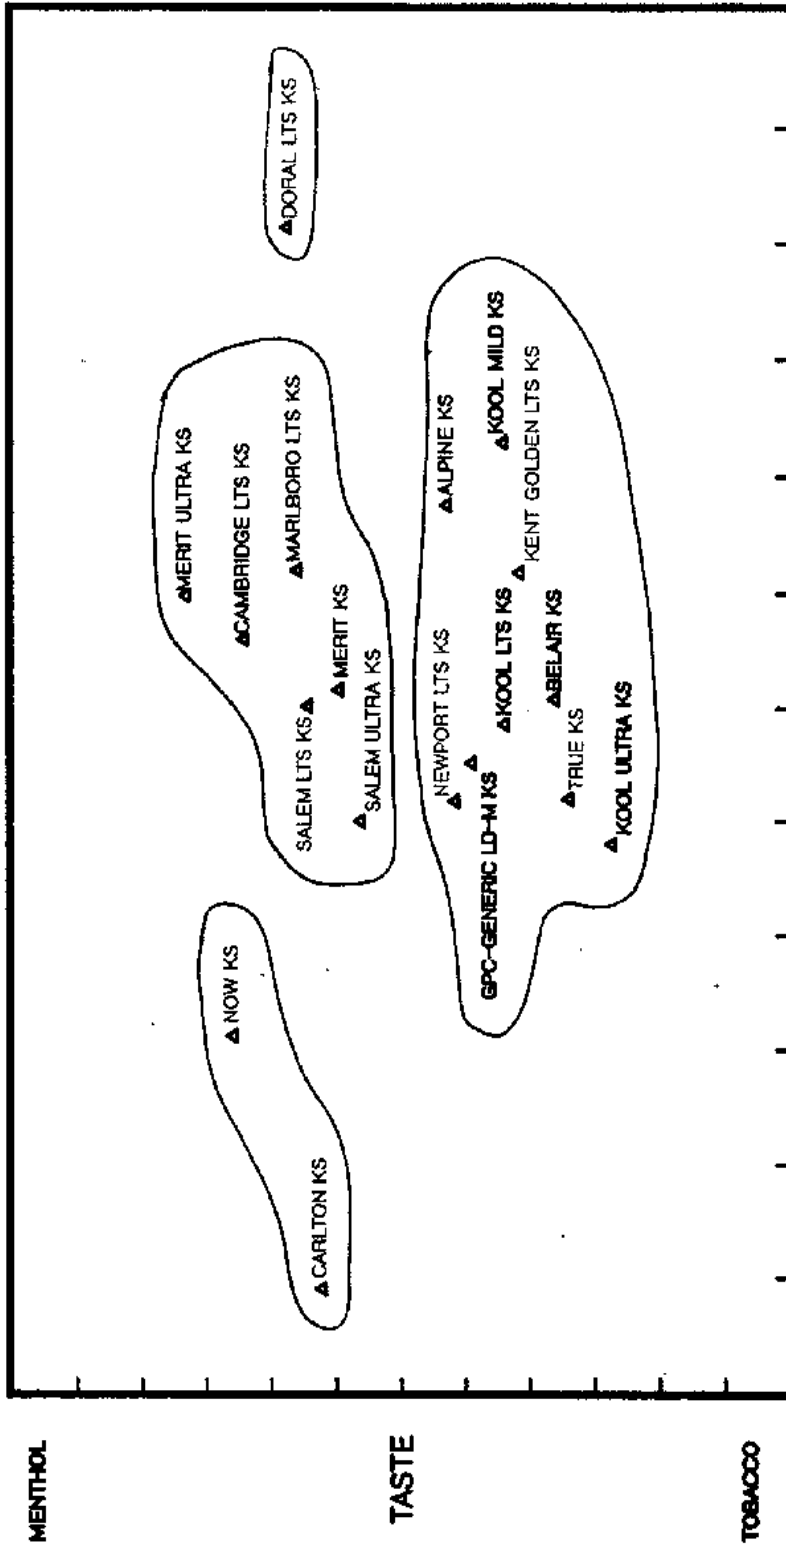 MENTHOL
TASTE
TOBACCO
MERIT ULTRA KS
CAMBRIDGE LTS KS
NOW KS
DORAL LTS KS
MARLBORO LTS KS
SALEM LTS KS
CARLTON KS
MERIT KS
SALEM ULTRA KS
ALPINE KS
NEWPORT LTS KS
GPC-GENERIC LD-M KS
KOOL MILD KS
KOOL LTS KS
KENT GOLDEN LTS KS
BELAIR KS
TRUE KS
KOOL ULTRA KS